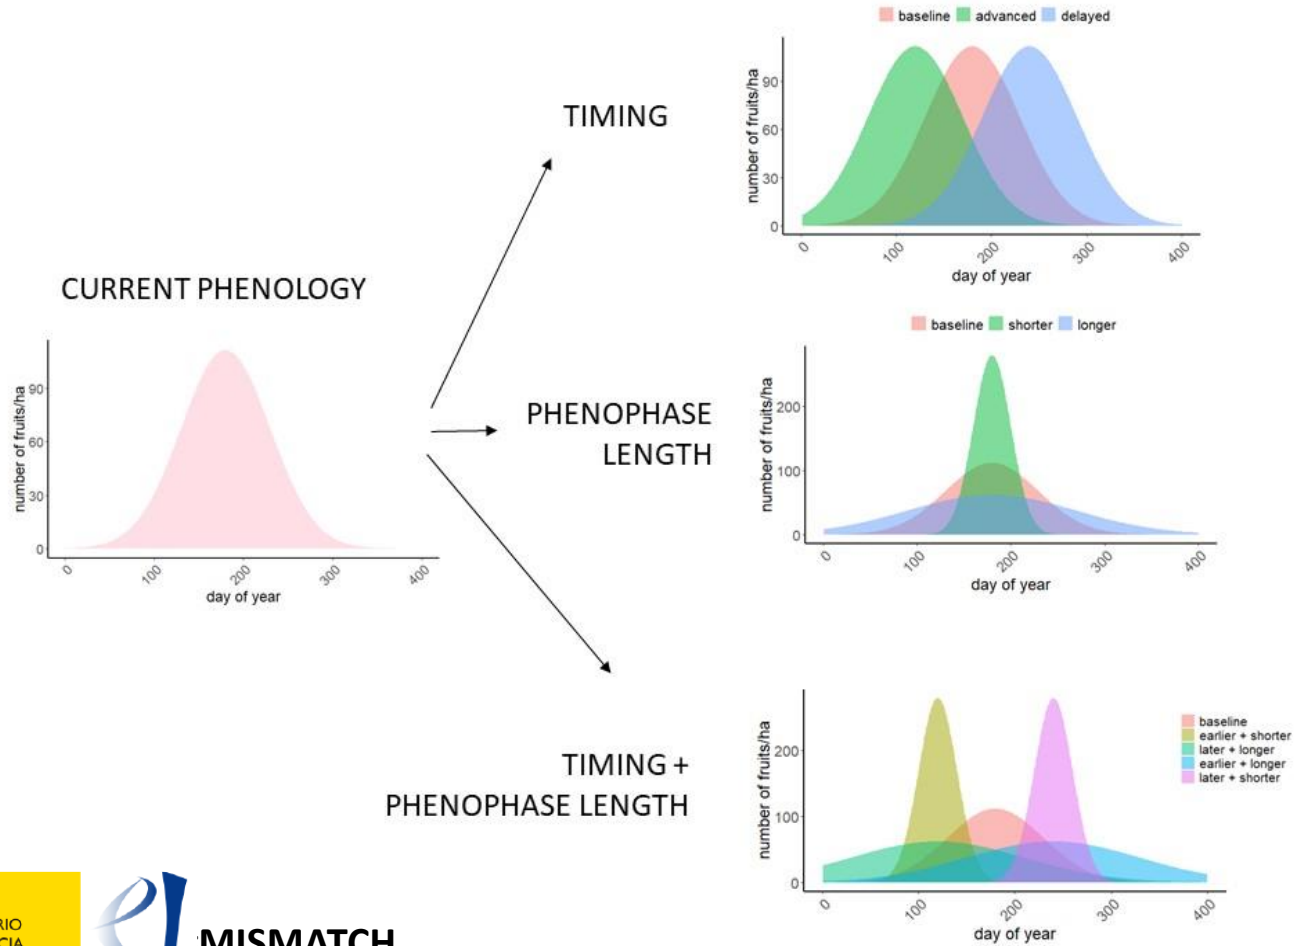 baseline advanced delayed
number of fruits/ha
90
60
30
0
0 100 200 300 400
day of year
TIMING
CURRENT PHENOLOGY
number of fruits/ha
90
60
30
0
0 100 200 300 400
day of year
PHENOPHASE
LENGTH
baseline shorter longer
number of fruits/ha
200
100
0
0 100 200 300 400
day of year
TIMING +
PHENOPHASE LENGTH
number of fruits/ha
200
100
0
0 100 200 300 400
day of year
baseline
earlier + shorter
later + longer
earlier + longer
later + shorter
RIO
CIA
MISMATCH